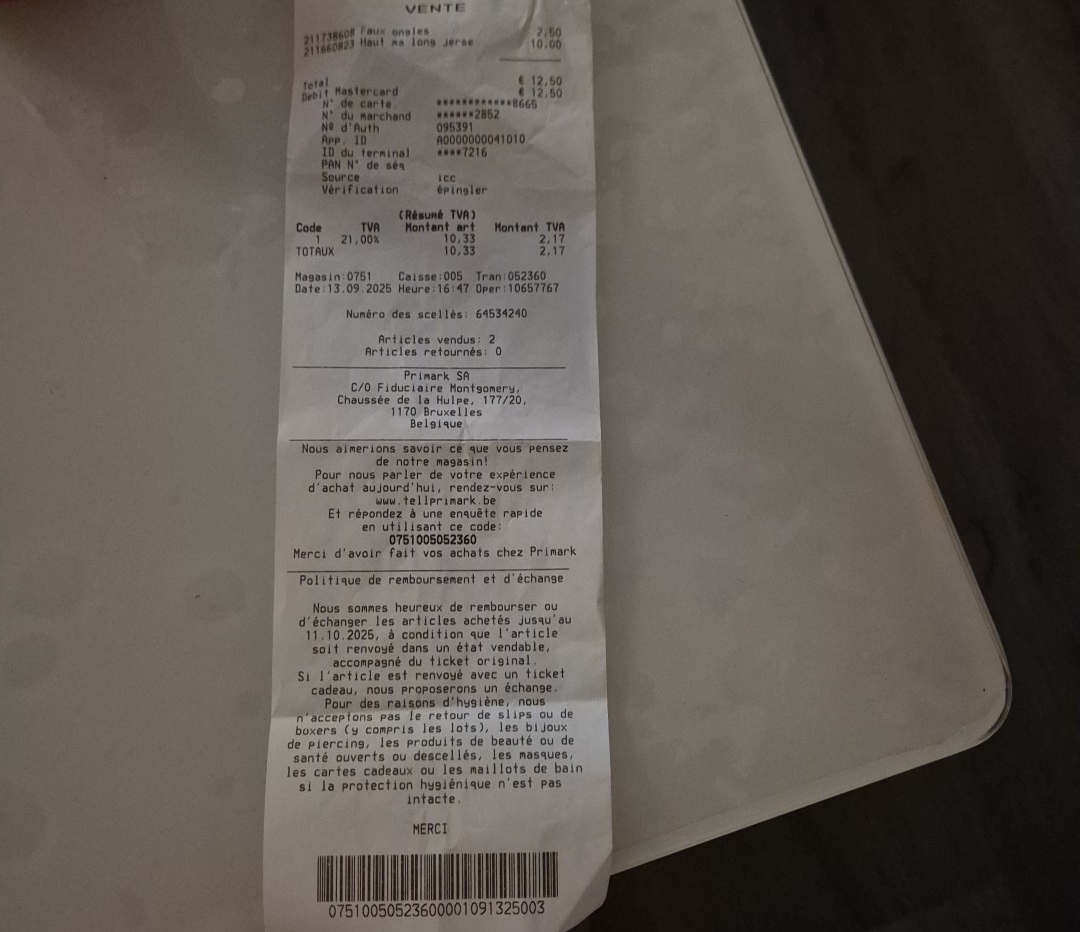 VENTE
211738608 Faux ongles 2,50
211660823 Haut ma long jerse 10,00
Total € 12,50
Debit Mastercard € 12,50
N° de carte. ************8665
N° du marchand ******2852
Nº d'Auth 095391
App. ID A0000000041010
ID du terminal ****7216
PAN N° de séq
Source icc
Vérification épingler
(Résumé TVA)
Code TVA Montant art Montant TVA
1 21,00% 10,33 2,17
TOTAUX 10,33 2,17
Magasin:0751 Caisse:005 Tran:052360
Date:13.09.2025 Heure:16:47 Oper:10657767
Numéro des scellés: 64534240
Articles vendus: 2
Articles retournés: 0
Primark SA
C/O Fiduciaire Montgomery,
Chaussée de la Hulpe, 177/20,
1170 Bruxelles
Belgique
Nous aimerions savoir ce que vous pensez
de notre magasin!
Pour nous parler de votre expérience
d'achat aujourd'hui, rendez-vous sur:
www.tellprimark.be
Et répondez à une enquête rapide
en utilisant ce code:
0751005052360
Merci d'avoir fait vos achats chez Primark
Politique de remboursement et d'échange
Nous sommes heureux de rembourser ou
d'échanger les articles achetés jusqu'au
11.10.2025, à condition que l'article
soit renvoyé dans un état vendable,
accompagné du ticket original.
Si l'article est renvoyé avec un ticket
cadeau, nous proposerons un échange.
Pour des raisons d'hygiène, nous
n'acceptons pas le retour de slips ou de
boxers (y compris les lots), les bijoux
de piercing, les produits de beauté ou de
santé ouverts ou descellés, les masques,
les cartes cadeaux ou les maillots de bain
si la protection hygiénique n'est pas
intacte.
MERCI
07510050523600001091325003